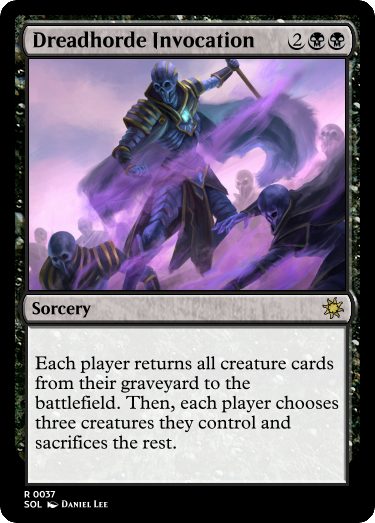 Dreadhorde Invocation 2
Sorcery
Each player returns all creature cards
from their graveyard to the
battlefield. Then, each player chooses
three creatures they control and
sacrifices the rest.
R 0037
SOL Daniel Lee